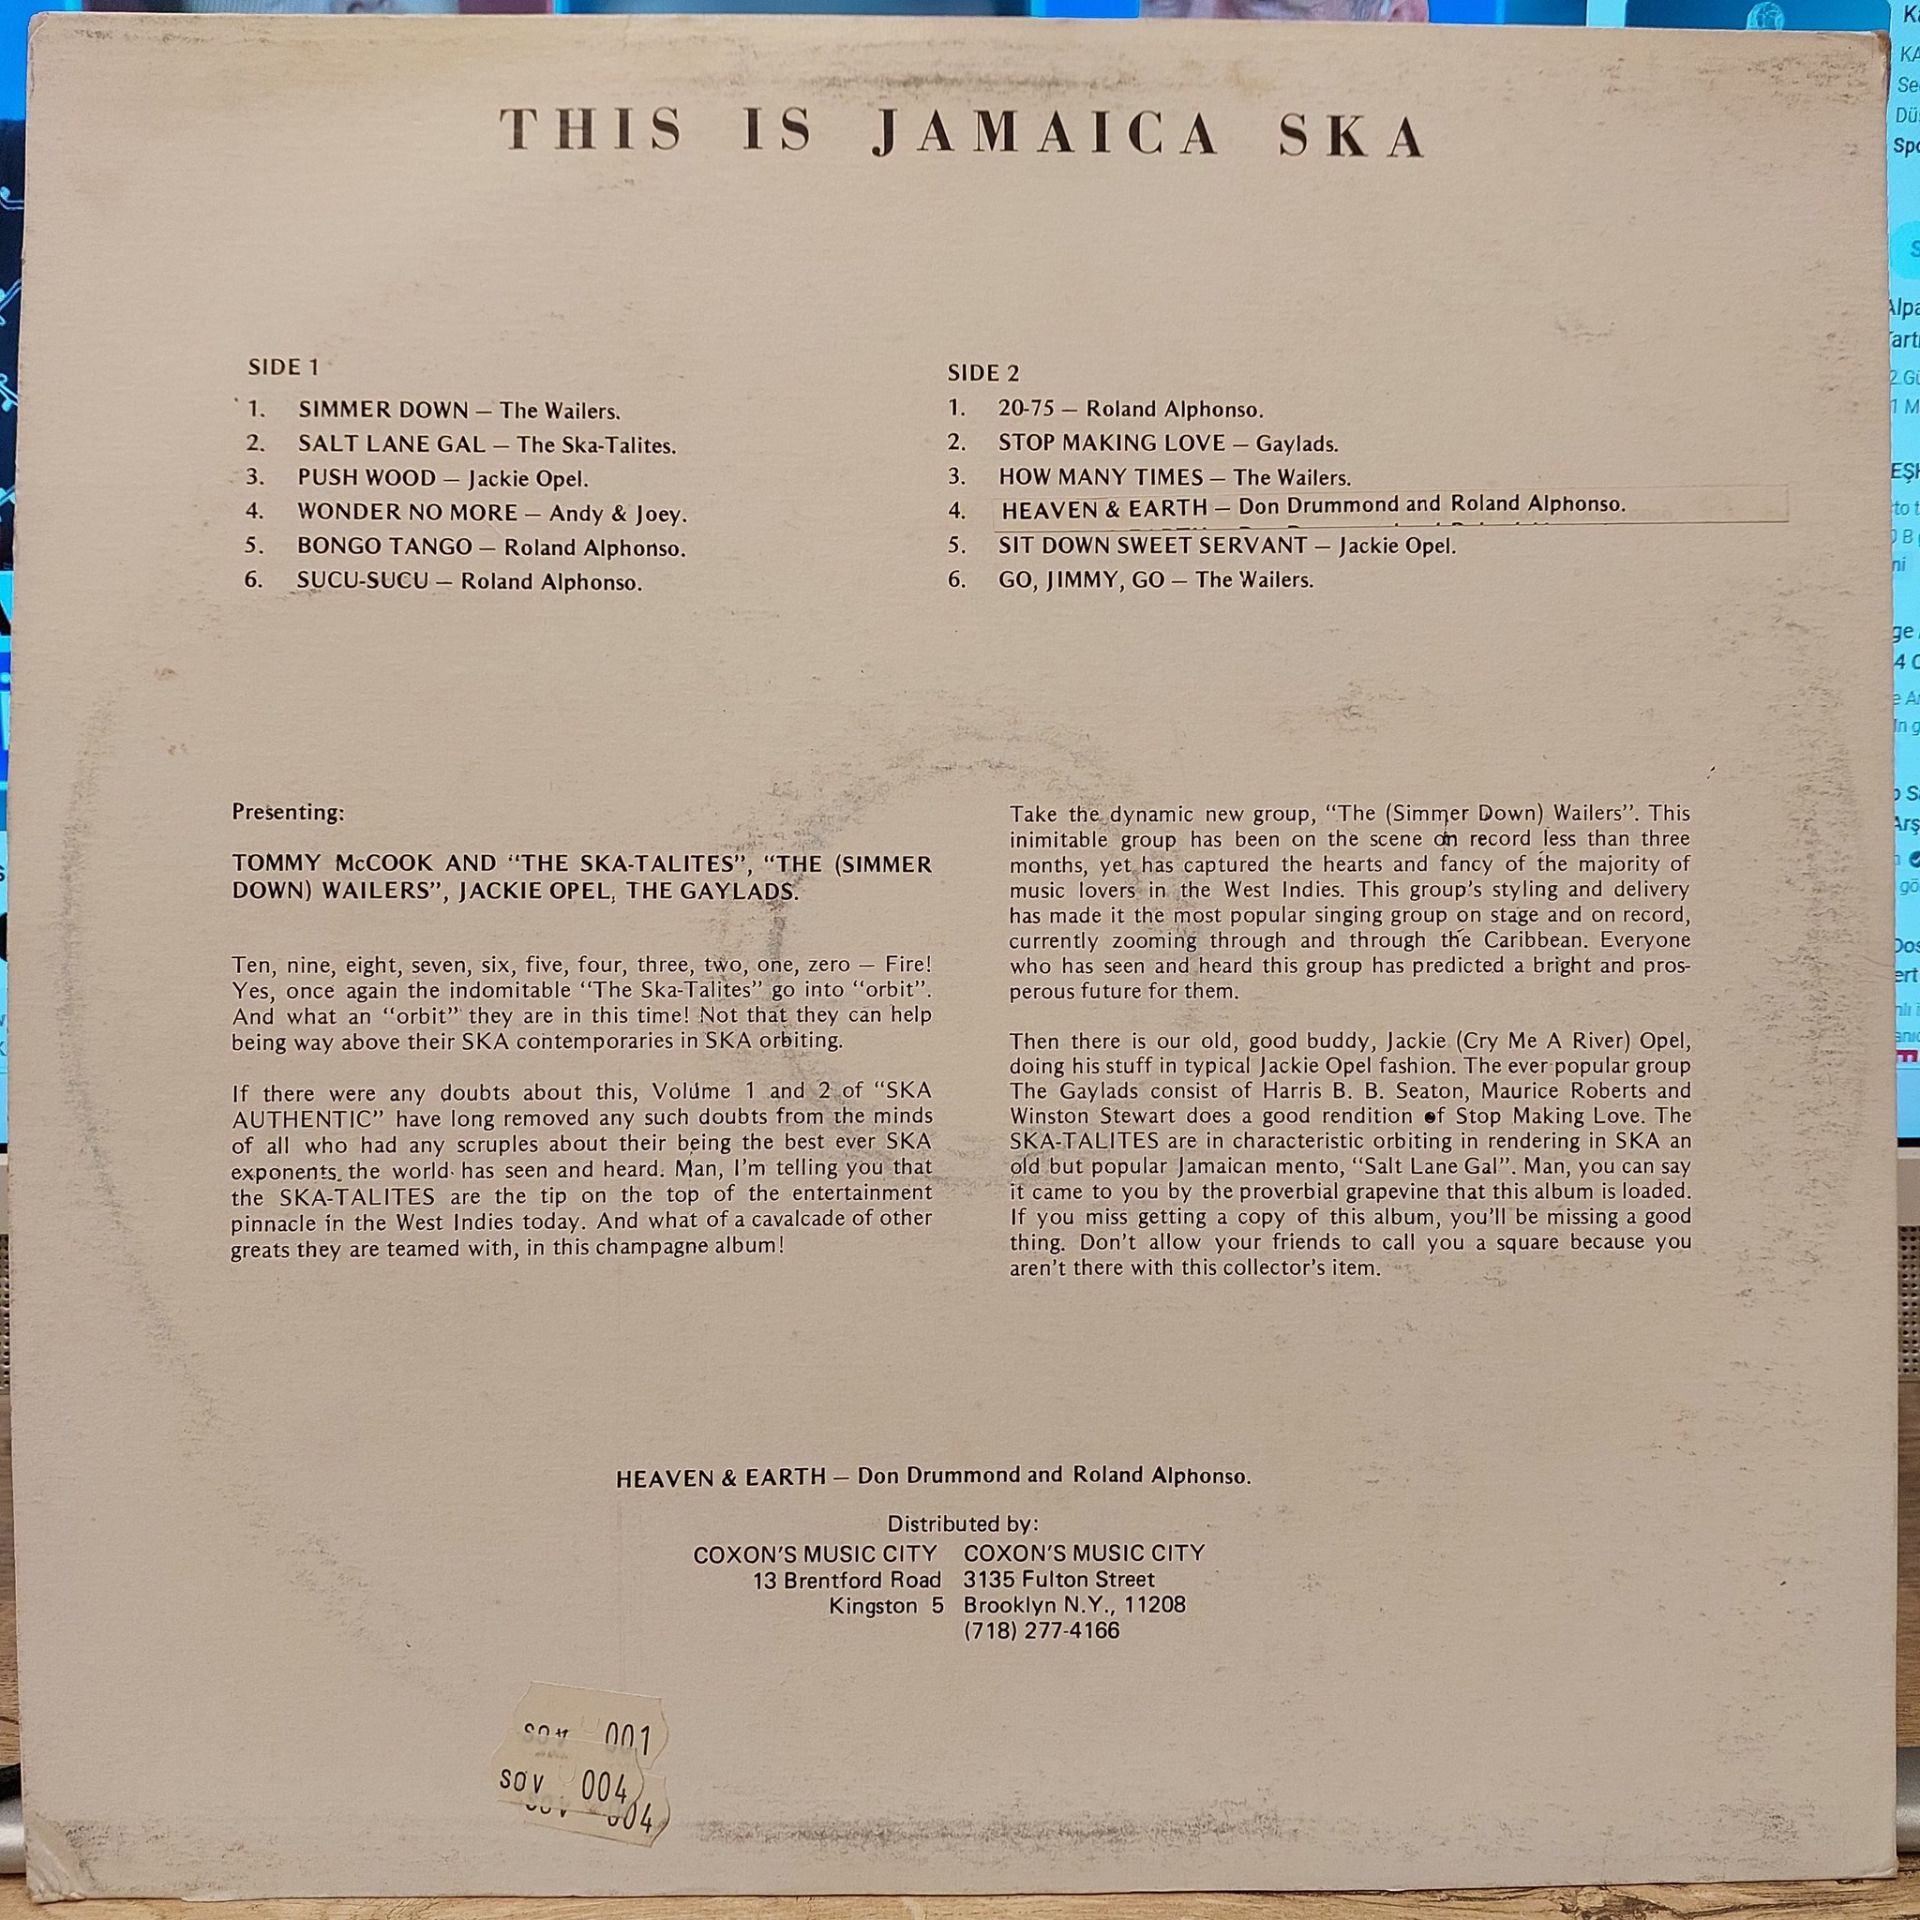 THIS IS JAMAICA SKA
SIDE 1
1. SIMMER DOWN — The Wailers.
2. SALT LANE GAL — The Ska-Talites.
3. PUSH WOOD — Jackie Opel.
4. WONDER NO MORE — Andy & Joey.
5. BONGO TANGO — Roland Alphonso.
6. SUCU-SUCU — Roland Alphonso.
SIDE 2
1. 20-75 — Roland Alphonso.
2. STOP MAKING LOVE — Gaylads.
3. HOW MANY TIMES — The Wailers.
4. HEAVEN & EARTH — Don Drummond and Roland Alphonso.
5. SIT DOWN SWEET SERVANT — Jackie Opel.
6. GO, JIMMY, GO — The Wailers.
Presenting:
TOMMY McCOOK AND “THE SKA-TALITES”, “THE (SIMMER
DOWN) WAILERS”, JACKIE OPEL, THE GAYLADS.
Ten, nine, eight, seven, six, five, four, three, two, one, zero — Fire!
Yes, once again the indomitable “The Ska-Talites” go into “orbit”.
And what an “orbit” they are in this time! Not that they can help
being way above their SKA contemporaries in SKA orbiting.
If there were any doubts about this, Volume 1 and 2 of “SKA
AUTHENTIC” have long removed any such doubts from the minds
of all who had any scruples about their being the best ever SKA
exponents the world has seen and heard. Man, I’m telling you that
the SKA-TALITES are the tip on the top of the entertainment
pinnacle in the West Indies today. And what of a cavalcade of other
greats they are teamed with, in this champagne album!
Take the dynamic new group, “The (Simmer Down) Wailers”. This
inimitable group has been on the scene on record less than three
months, yet has captured the hearts and fancy of the majority of
music lovers in the West Indies. This group’s styling and delivery
has made it the most popular singing group on stage and on record,
currently zooming through and through the Caribbean. Everyone
who has seen and heard this group has predicted a bright and pros-
perous future for them.
Then there is our old, good buddy, Jackie (Cry Me A River) Opel,
doing his stuff in typical Jackie Opel fashion. The ever popular group
The Gaylads consist of Harris B. B. Seaton, Maurice Roberts and
Winston Stewart does a good rendition of Stop Making Love. The
SKA-TALITES are in characteristic orbiting in rendering in SKA an
old but popular Jamaican mento, “Salt Lane Gal”. Man, you can say
it came to you by the proverbial grapevine that this album is loaded.
If you miss getting a copy of this album, you’ll be missing a good
thing. Don’t allow your friends to call you a square because you
aren’t there with this collector’s item.
HEAVEN & EARTH — Don Drummond and Roland Alphonso.
Distributed by:
COXON’S MUSIC CITY
13 Brentford Road
Kingston 5
COXON’S MUSIC CITY
3135 Fulton Street
Brooklyn N.Y., 11208
(718) 277-4166
SOV 001
SOV 004
004